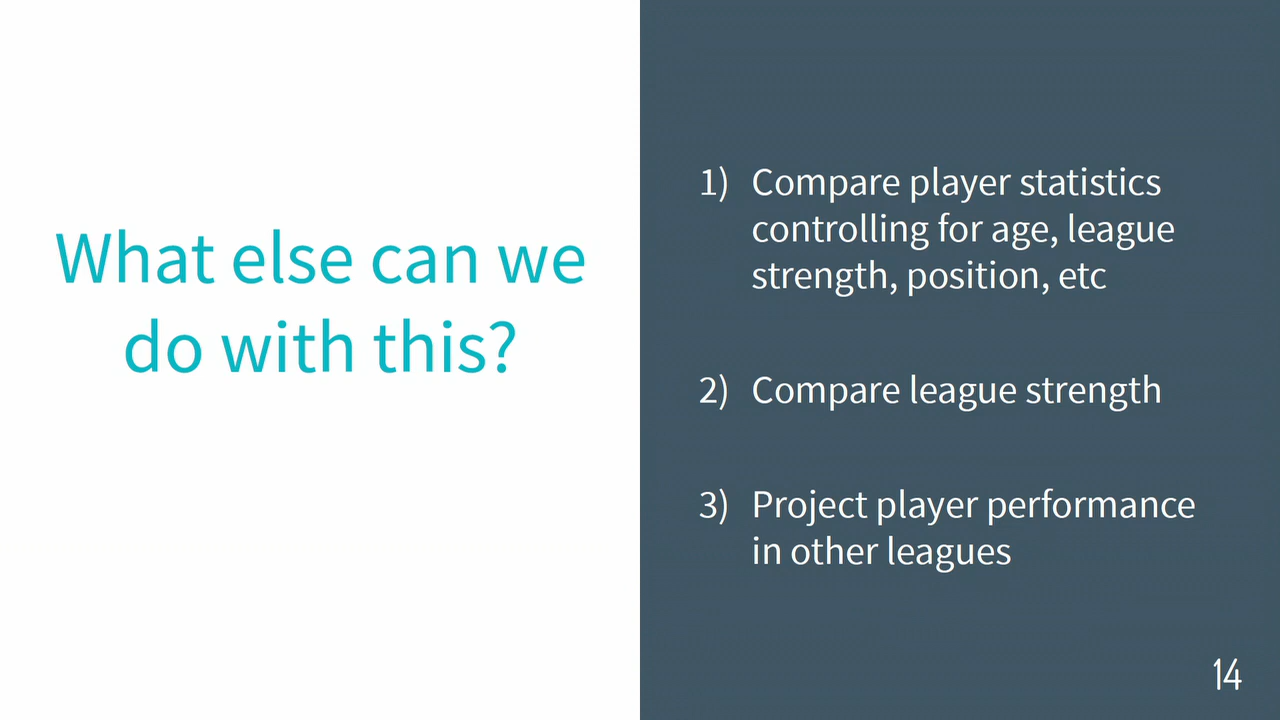 What else can we
do with this?
1) Compare player statistics
controlling for age, league
strength, position, etc
2) Compare league strength
3) Project player performance
in other leagues
14